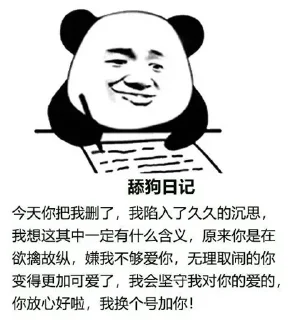 舔狗日记
今天你把我删了，我陷入了久久的沉思，
我想这其中一定有什么含义，原来你是在
欲擒故纵，嫌我不够爱你，无理取闹的你
变得更加可爱了，我会坚守我对你的爱的，
你放心好啦，我换个号加你！